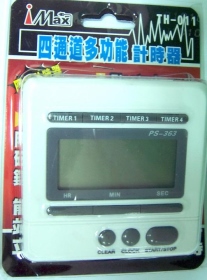 iMax
TH-011
四通道多功能計時器
TIMER 1 TIMER 2 TIMER 3 TIMER 4
PS-363
HR MIN SEC
CLEAR CLOCK START/STOP